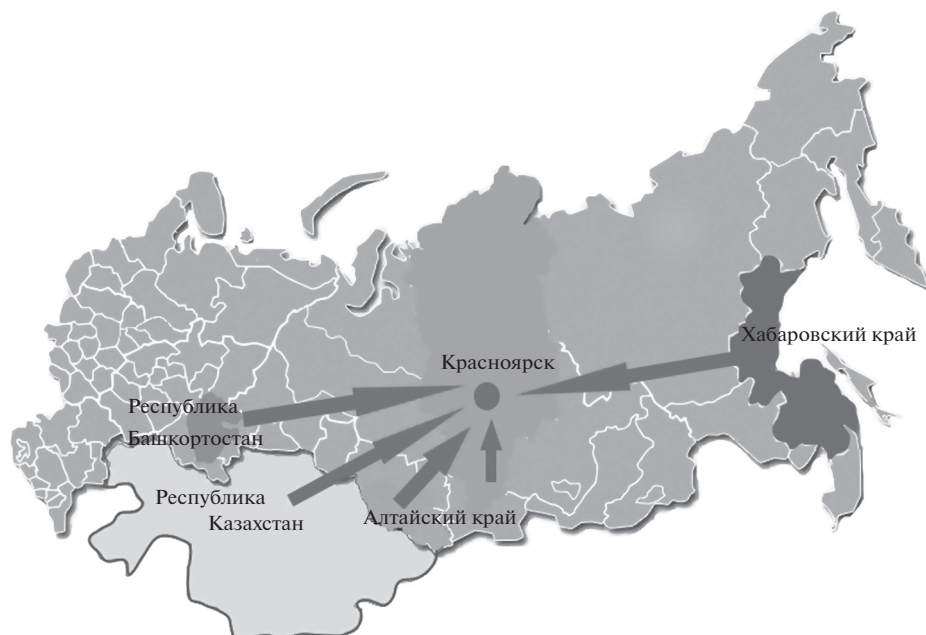 Хабаровский край
Красноярск
Республика
Башкортостан
Республика
Казахстан
Алтайский край